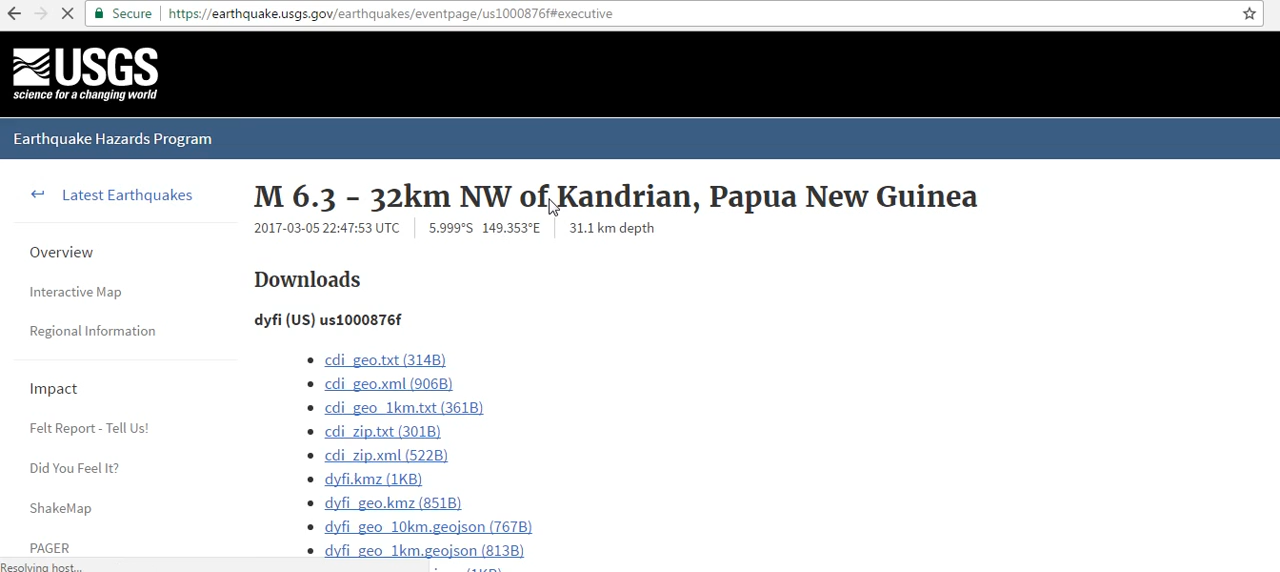 Secure https://earthquake.usgs.gov/earthquakes/eventpage/us1000876f#executive
USGS
science for a changing world
Earthquake Hazards Program
Latest Earthquakes
Overview
Interactive Map
Regional Information
Impact
Felt Report - Tell Us!
Did You Feel It?
ShakeMap
PAGER
M 6.3 - 32km NW of Kandrian, Papua New Guinea
2017-03-05 22:47:53 UTC 5.999°S 149.353°E 31.1 km depth
Downloads
dyfi (US) us1000876f
cdi_geo.txt (314B)
cdi_geo.xml (906B)
cdi_geo_1km.txt (361B)
cdi_zip.txt (301B)
cdi_zip.xml (522B)
dyfi.kmz (1KB)
dyfi_geo.kmz (851B)
dyfi_geo_10km.geojson (767B)
dyfi_geo_1km.geojson (813B)
Resolving host...